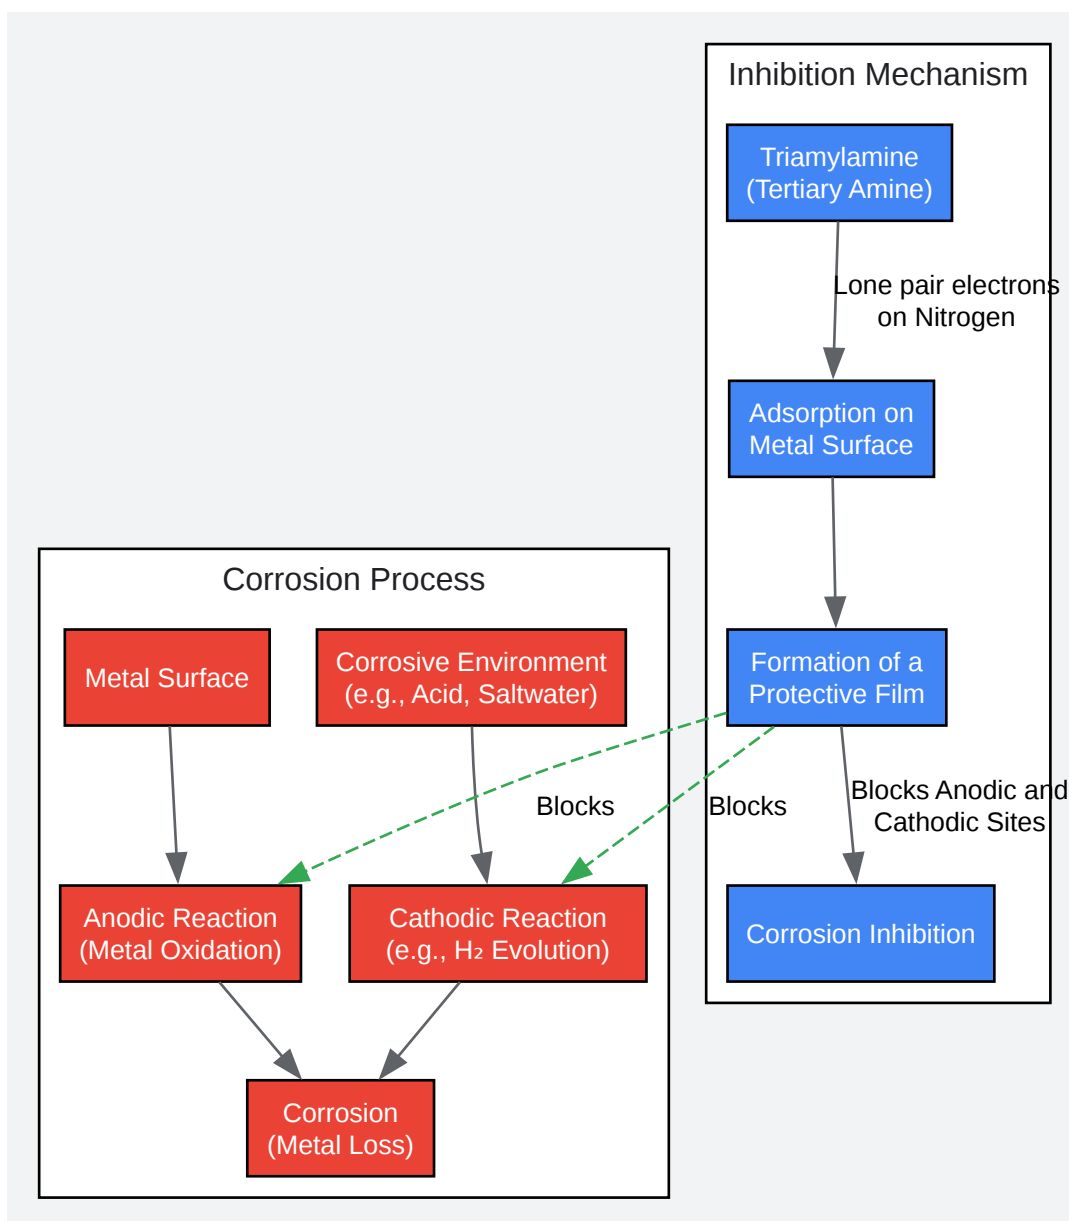 Inhibition Mechanism
Triamylamine
(Tertiary Amine)
Lone pair electrons
on Nitrogen
Adsorption on
Metal Surface
Formation of a
Protective Film
Blocks Anodic and
Cathodic Sites
Corrosion Inhibition
Corrosion Process
Metal Surface
Corrosive Environment
(e.g., Acid, Saltwater)
Blocks
Blocks
Anodic Reaction
(Metal Oxidation)
Cathodic Reaction
(e.g., H₂ Evolution)
Corrosion
(Metal Loss)